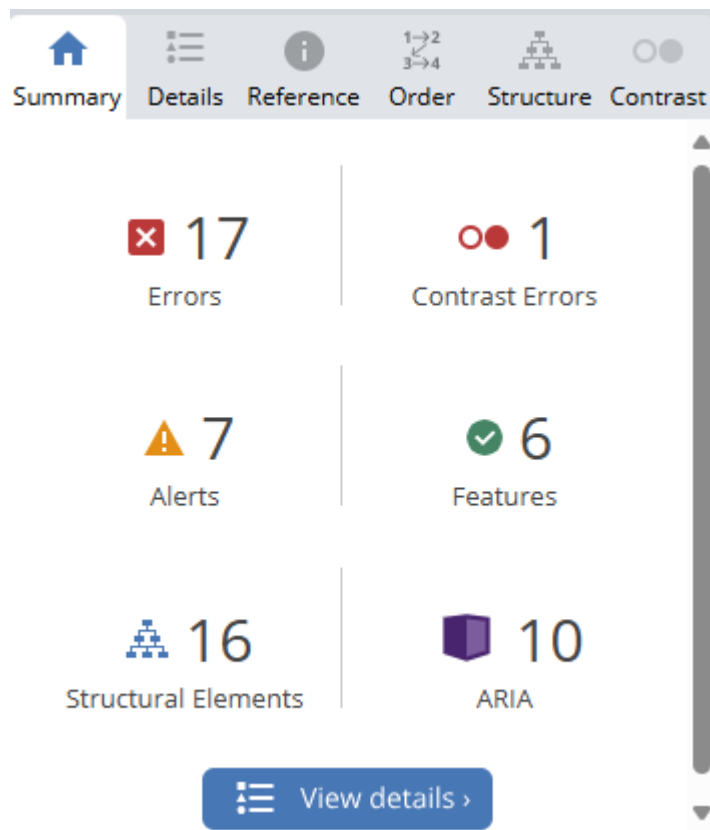 1→2
3→4
Summary Details Reference Order Structure Contrast
17 1
Errors Contrast Errors
7 6
Alerts Features
16 10
Structural Elements ARIA
View details ›